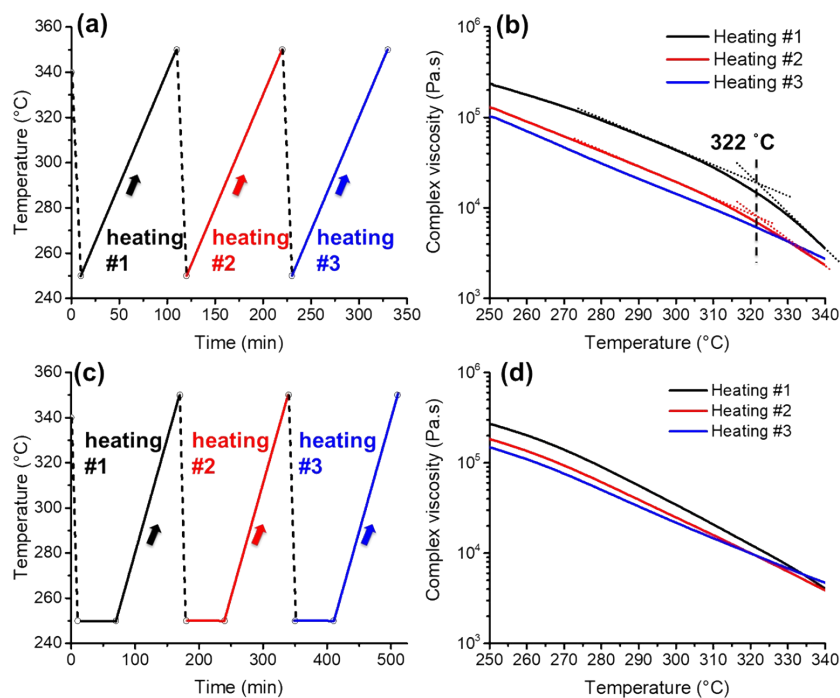 (a)
Temperature (°C)
360
340
320
300
280
260
240
heating
#1
heating
#2
heating
#3
0
50
100
150
200
250
300
350
Time (min)
(b)
Complex viscosity (Pa.s)
10⁶
10⁵
10⁴
10³
Heating #1
Heating #2
Heating #3
322 ˚C
250
260
270
280
290
300
310
320
330
340
Temperature (°C)
(c)
Temperature (°C)
360
340
320
300
280
260
240
heating
#1
heating
#2
heating
#3
0
100
200
300
400
500
Time (min)
(d)
Complex viscosity (Pa.s)
10⁶
10⁵
10⁴
10³
Heating #1
Heating #2
Heating #3
250
260
270
280
290
300
310
320
330
340
Temperature (°C)